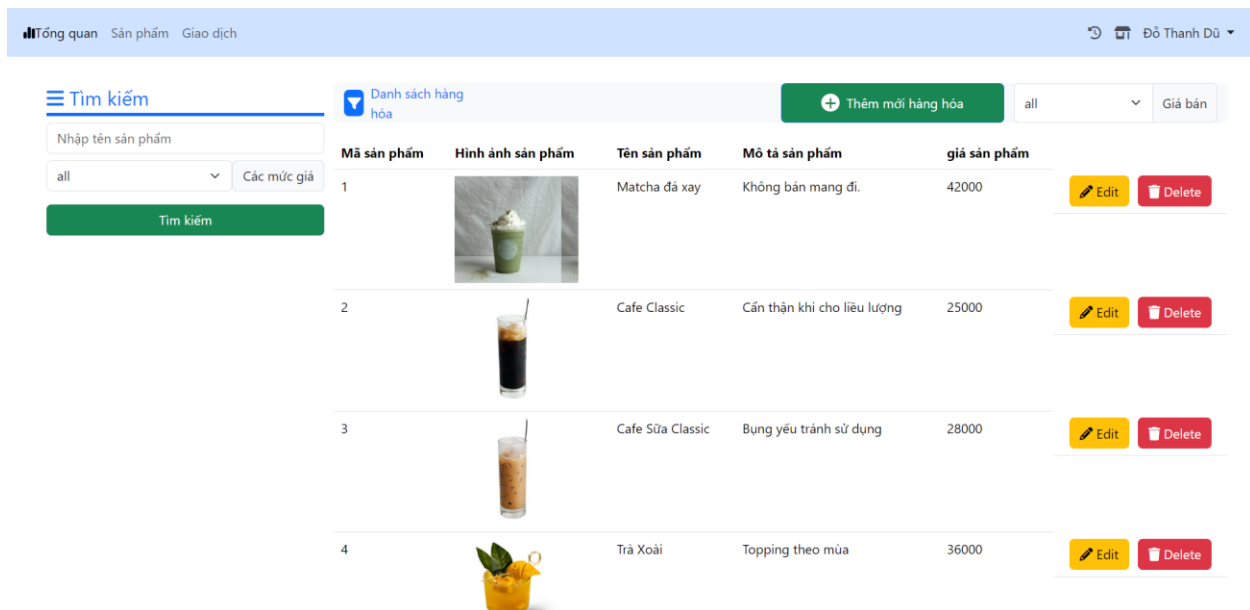 Tổng quan Sản phẩm Giao dịch Đỗ Thanh Dũ
Tìm kiếm
Nhập tên sản phẩm
all Các mức giá
Tìm kiếm
Danh sách hàng
hóa
Thêm mới hàng hóa all Giá bán
Mã sản phẩm Hình ảnh sản phẩm Tên sản phẩm Mô tả sản phẩm giá sản phẩm
1 Matcha đá xay Không bán mang đi. 42000 Edit Delete
2 Cafe Classic Cẩn thận khi cho liều lượng 25000 Edit Delete
3 Cafe Sữa Classic Bụng yếu tránh sử dụng 28000 Edit Delete
4 Trà Xoài Topping theo mùa 36000 Edit Delete